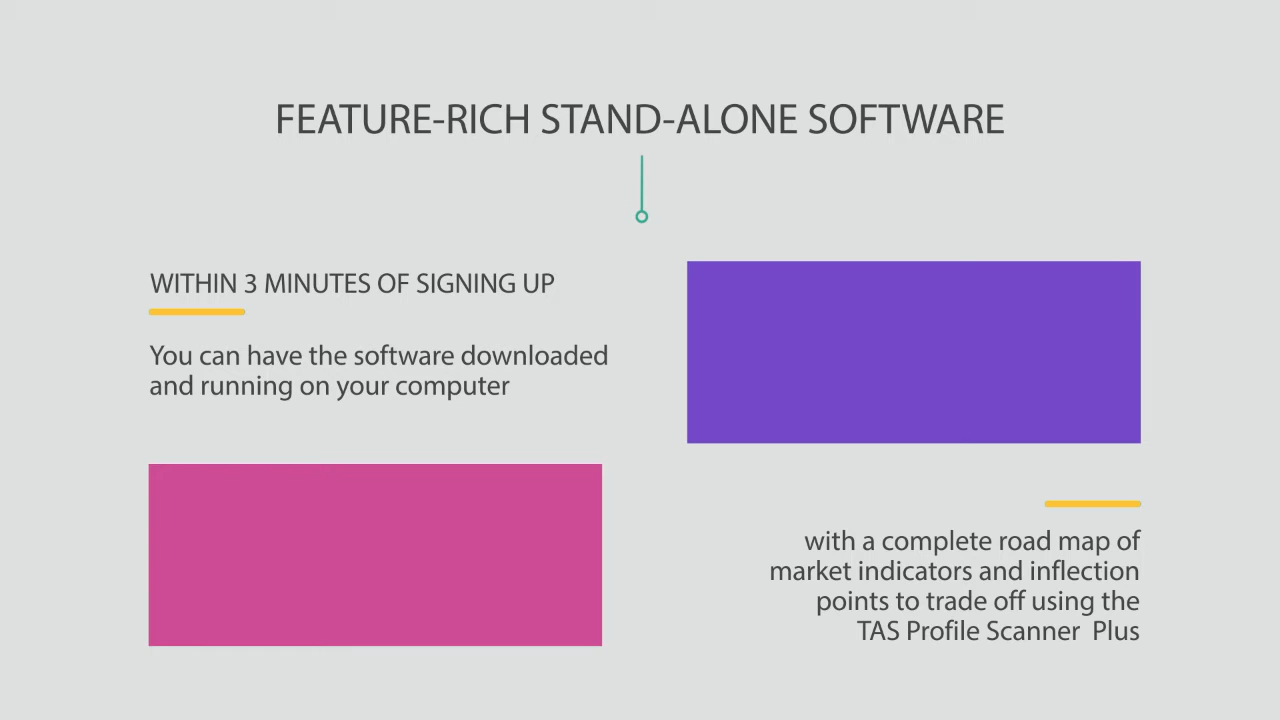 FEATURE-RICH STAND-ALONE SOFTWARE
WITHIN 3 MINUTES OF SIGNING UP
You can have the software downloaded
and running on your computer
with a complete road map of
market indicators and inflection
points to trade off using the
TAS Profile Scanner  Plus